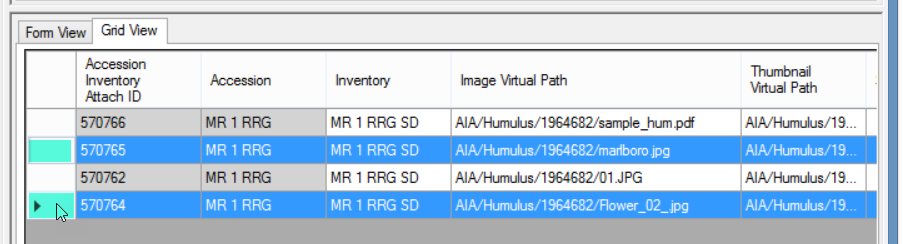 Form View Grid View
Accession Inventory Attach ID Accession Inventory Image Virtual Path Thumbnail Virtual Path
570766 MR 1 RRG MR 1 RRG SD AIA/Humulus/1964682/sample_hum.pdf AIA/Humulus/19...
570765 MR 1 RRG MR 1 RRG SD AIA/Humulus/1964682/marlboro.jpg AIA/Humulus/19...
570762 MR 1 RRG MR 1 RRG SD AIA/Humulus/1964682/01.JPG AIA/Humulus/19...
570764 MR 1 RRG MR 1 RRG SD AIA/Humulus/1964682/Flower_02_.jpg AIA/Humulus/19...